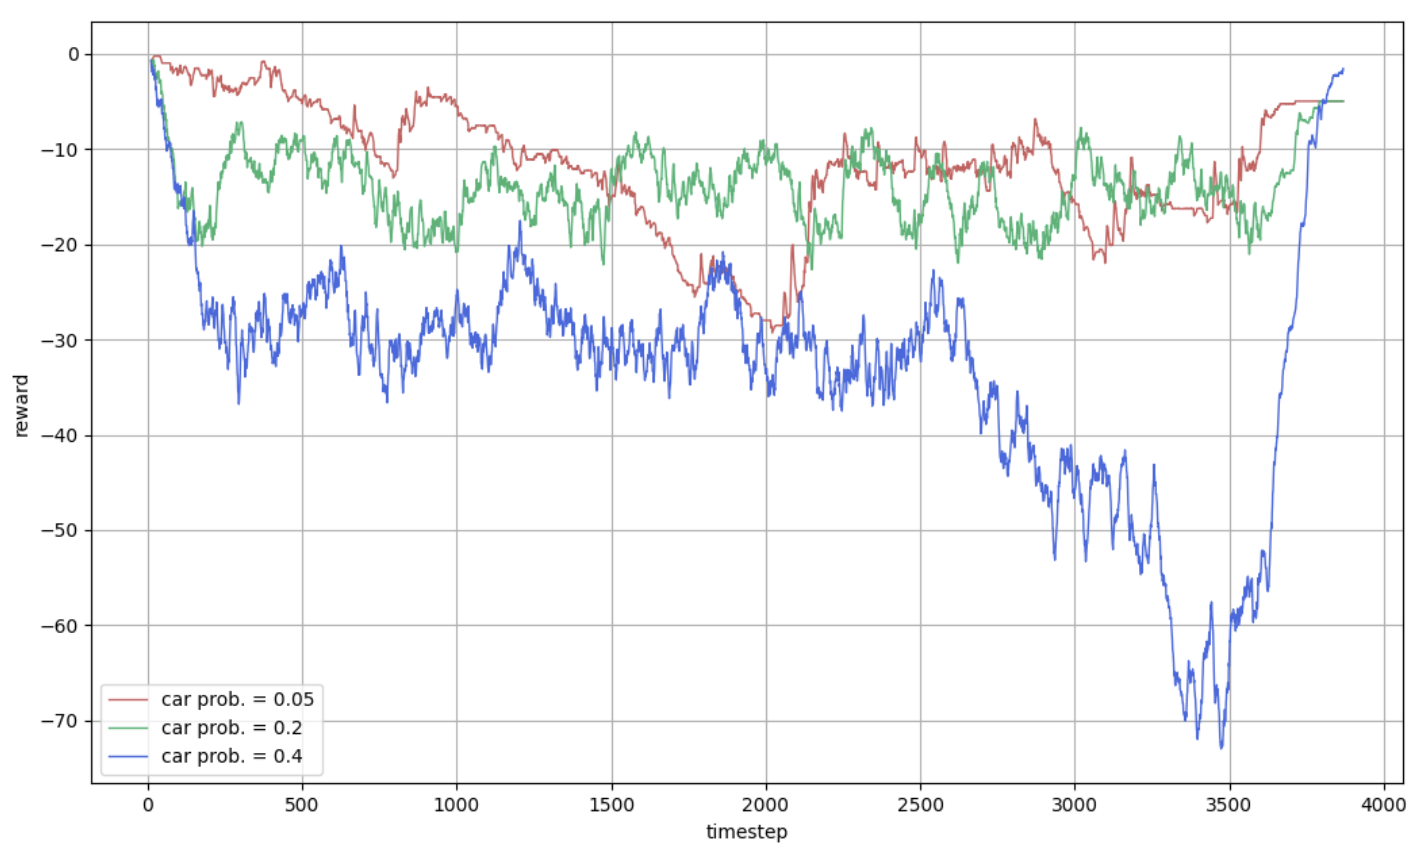 0
−10
−20
−30
−40
−50
−60
−70
reward
car prob. = 0.05
car prob. = 0.2
car prob. = 0.4
0 500 1000 1500 2000 2500 3000 3500 4000
timestep